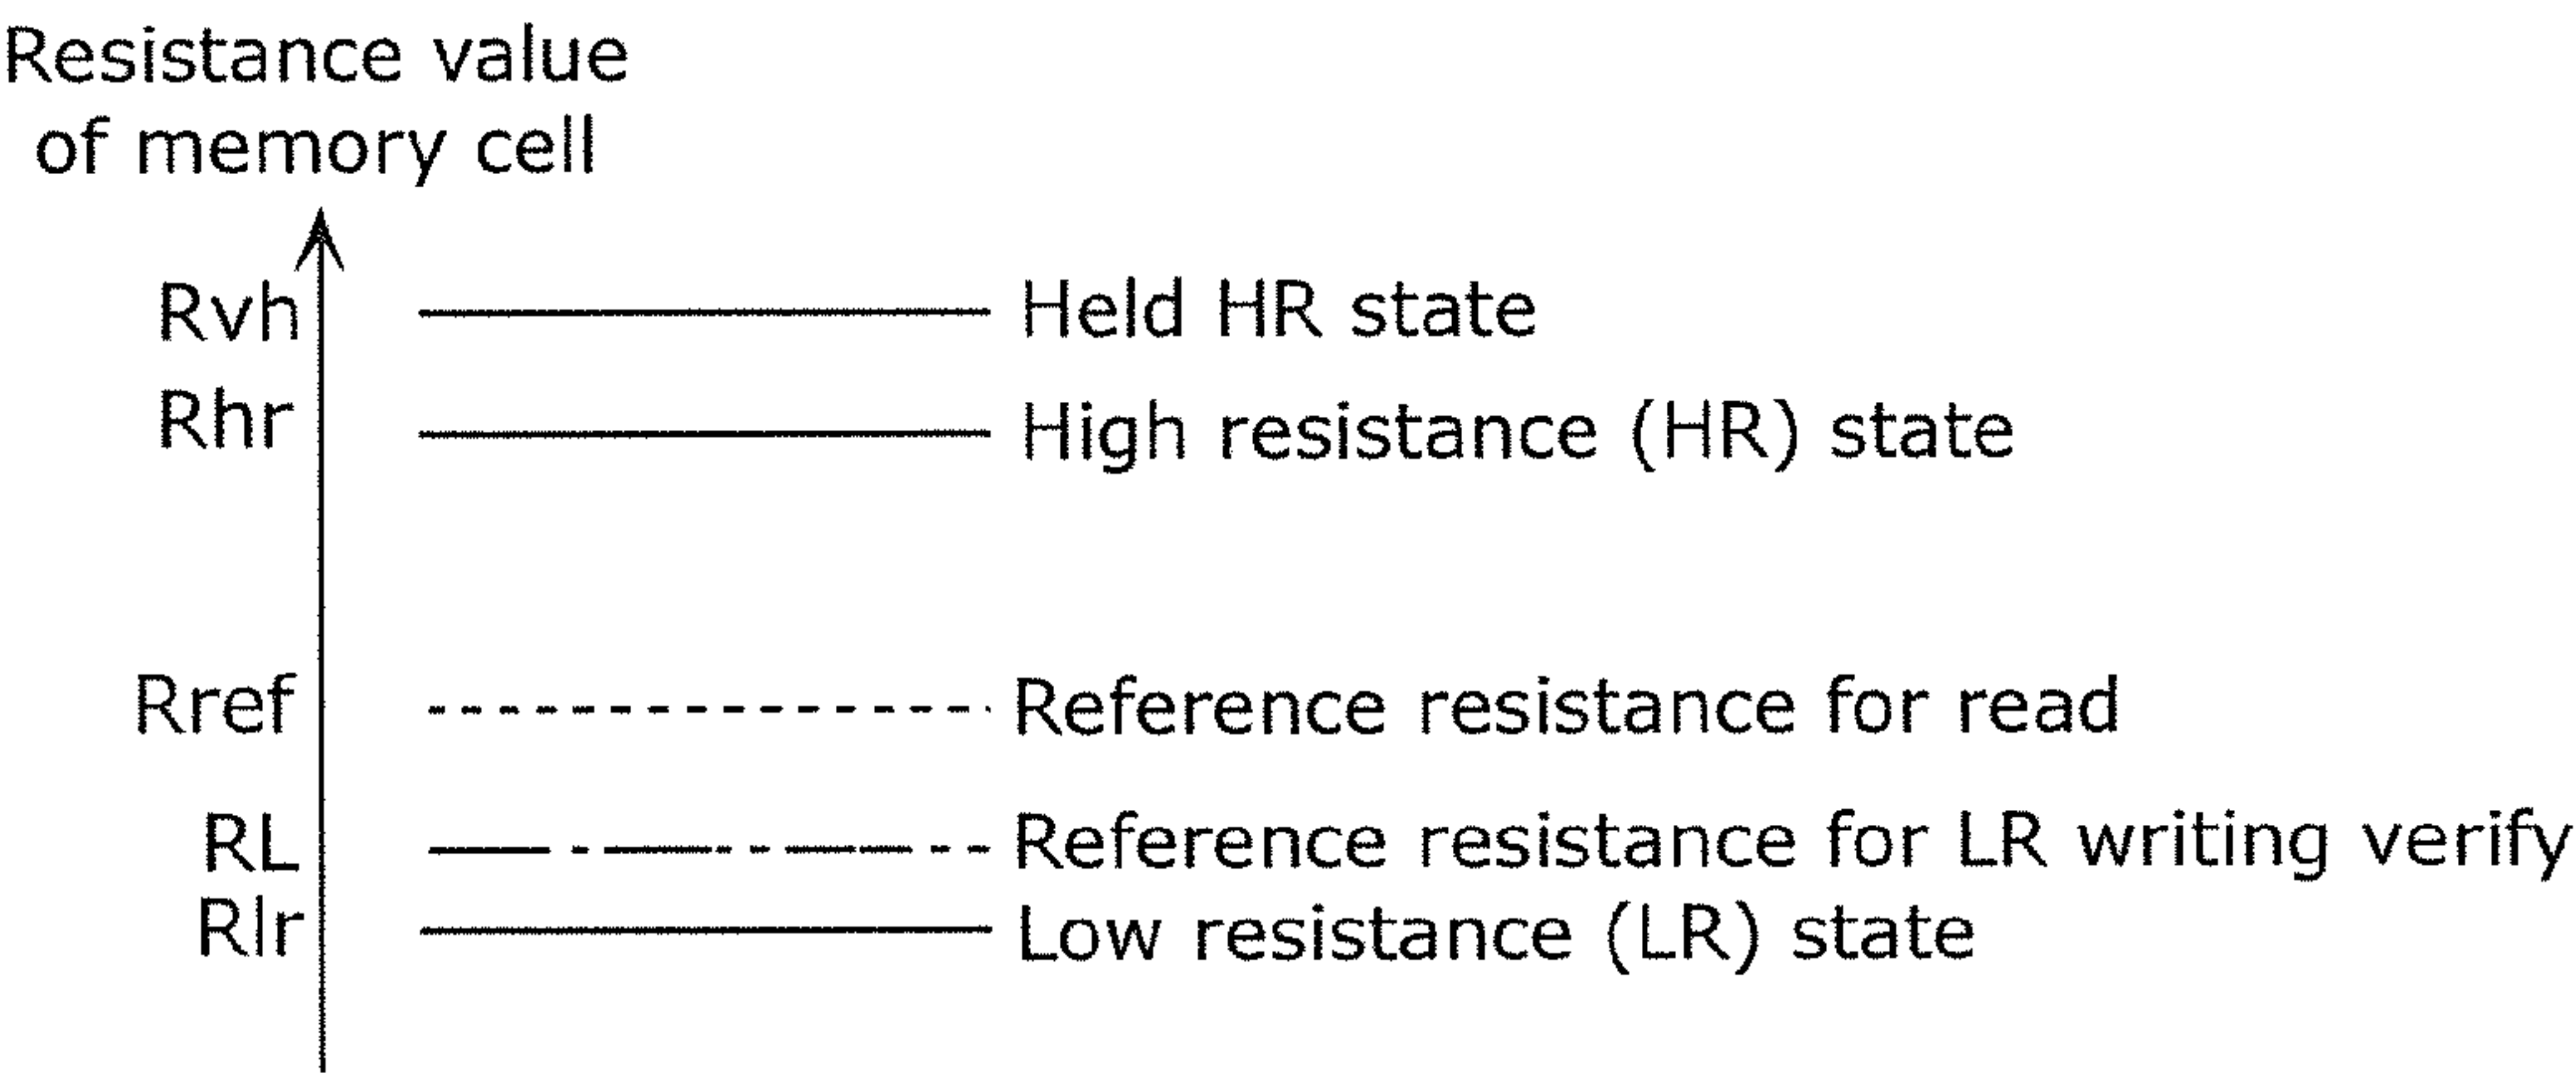 Resistance value
of memory cell
Rvh Held HR state
Rhr High resistance (HR) state
Rref Reference resistance for read
RL Reference resistance for LR writing verify
Rlr Low resistance (LR) state